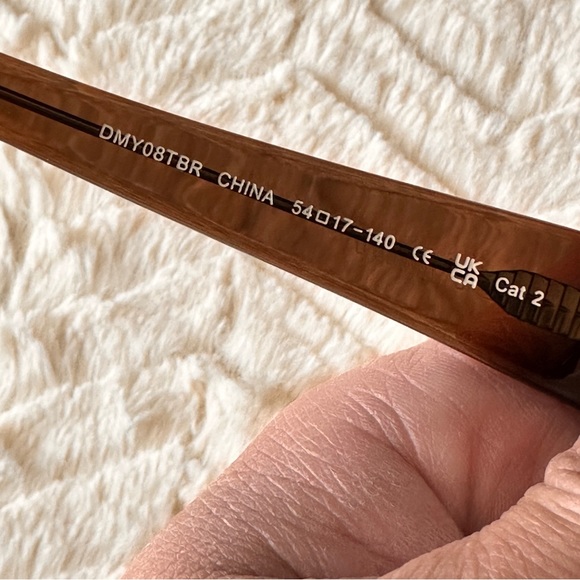 DMY08TBR CHINA 54□17-140 CE UK CA Cat 2